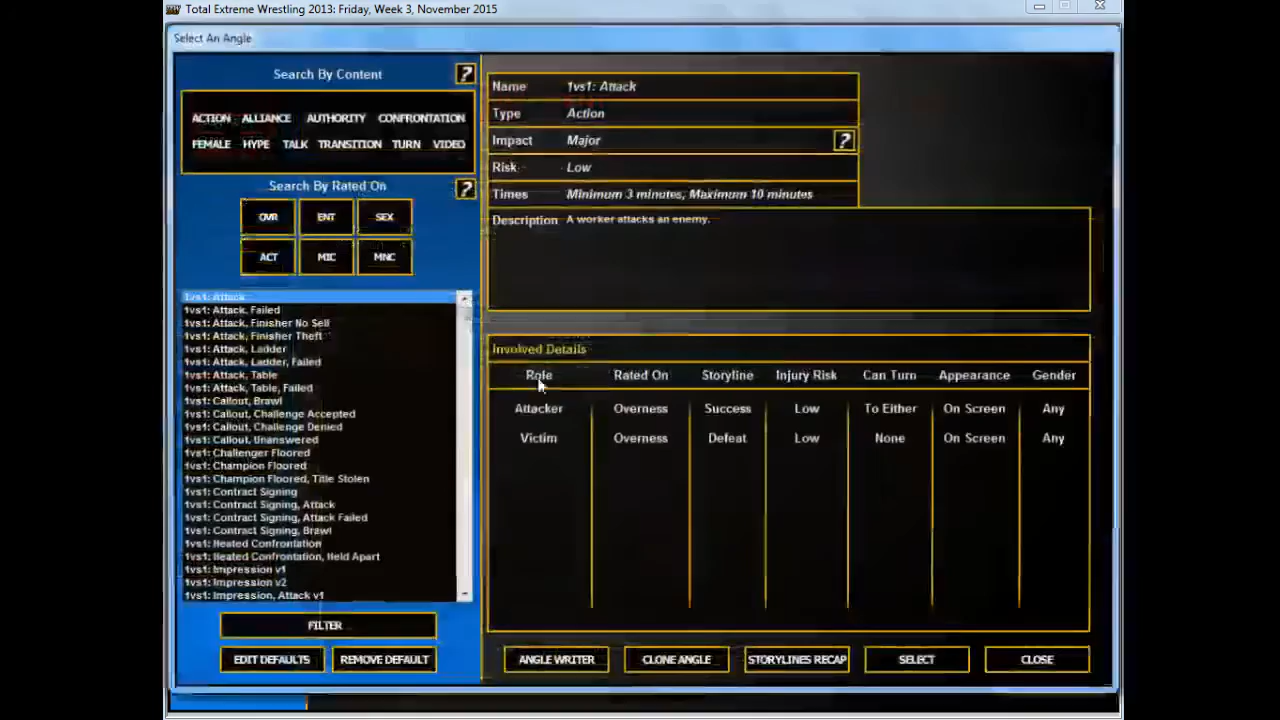 Total Extreme Wrestling 2013: Friday, Week 3, November 2015
Select An Angle
Search By Content ?
ACTION ALLIANCE AUTHORITY CONFRONTATION
FEMALE HYPE TALK TRANSITION TURN VIDEO
Search By Rated On ?
OVR ENT SEX
ACT MIC MNC
1vs1: Attack
1vs1: Attack, Failed
1vs1: Attack, Finisher No Sell
1vs1: Attack, Finisher Theft
1vs1: Attack, Ladder
1vs1: Attack, Ladder, Failed
1vs1: Attack, Table
1vs1: Attack, Table, Failed
1vs1: Callout, Brawl
1vs1: Callout, Challenge Accepted
1vs1: Callout, Challenge Denied
1vs1: Callout, Unanswered
1vs1: Challenger Floored
1vs1: Champion Floored
1vs1: Champion Floored, Title Stolen
1vs1: Contract Signing
1vs1: Contract Signing, Attack
1vs1: Contract Signing, Attack Failed
1vs1: Contract Signing, Brawl
1vs1: Heated Confrontation
1vs1: Heated Confrontation, Held Apart
1vs1: Impression v1
1vs1: Impression v2
1vs1: Impression, Attack v1
FILTER
EDIT DEFAULTS REMOVE DEFAULT
Name 1vs1: Attack
Type Action
Impact Major ?
Risk Low
Times Minimum 3 minutes, Maximum 10 minutes
Description A worker attacks an enemy.
Involved Details
Role Rated On Storyline Injury Risk Can Turn Appearance Gender
Attacker Overness Success Low To Either On Screen Any
Victim Overness Defeat Low None On Screen Any
ANGLE WRITER CLONE ANGLE STORYLINES RECAP SELECT CLOSE